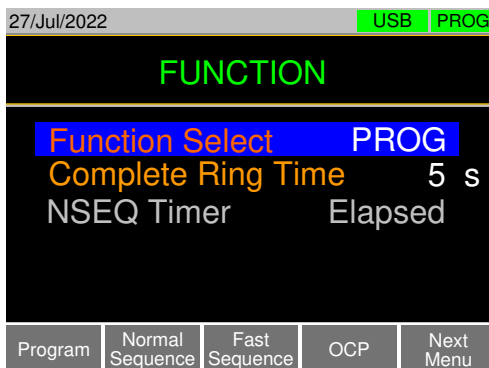 27/Jul/2022 USB PROG
FUNCTION
Function Select PROG
Complete Ring Time 5 s
NSEQ Timer Elapsed
Program Normal Sequence Fast Sequence OCP Next Menu